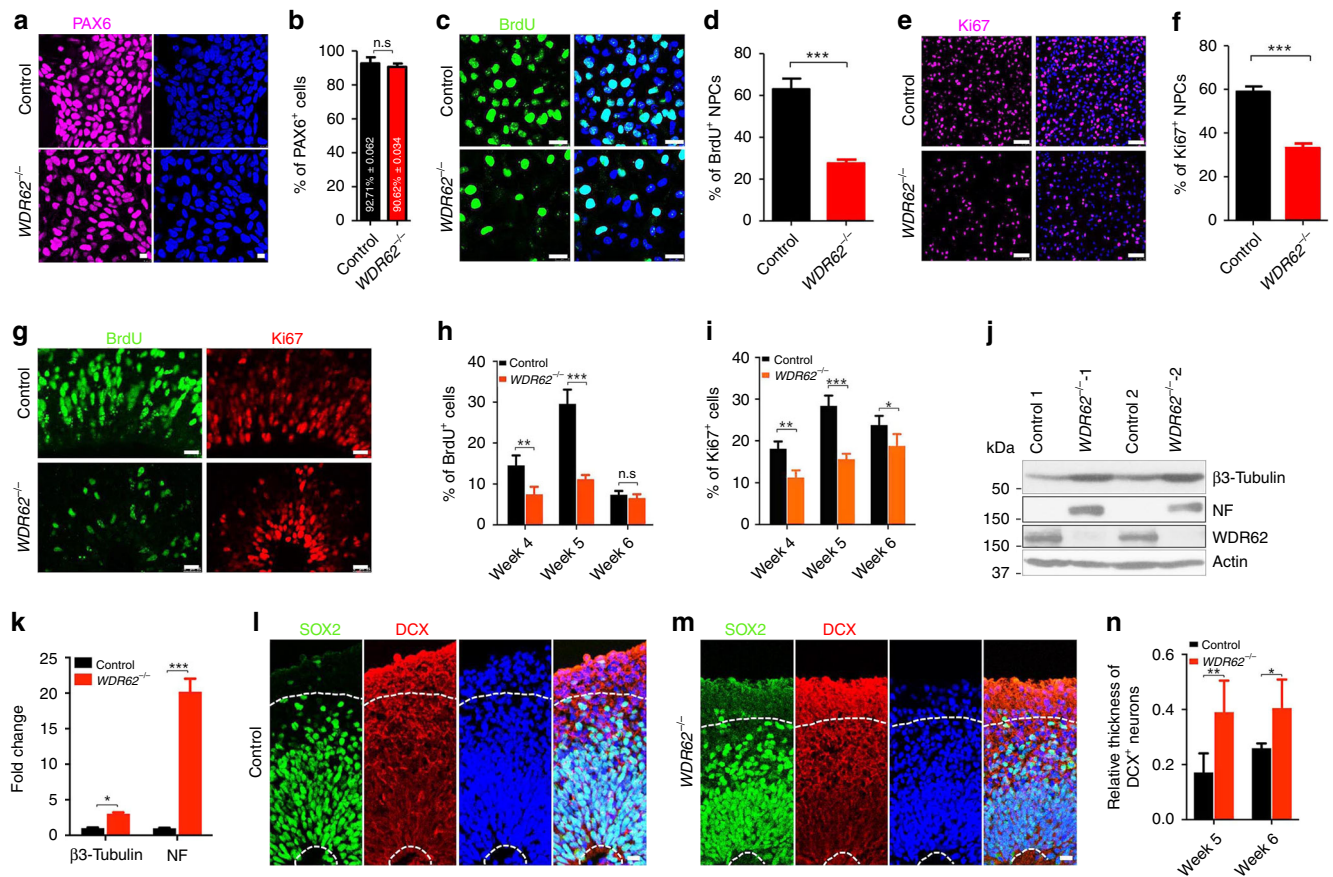 a
PAX6
Control
WDR62−/−
b
n.s
% of PAX6+ cells
100
80
60
40
20
0
92.71% ± 0.062
90.62% ± 0.034
Control
WDR62−/−
c
BrdU
Control
WDR62−/−
d
***
% of BrdU+ NPCs
80
60
40
20
0
Control
WDR62−/−
e
Ki67
Control
WDR62−/−
f
***
% of Ki67+ NPCs
80
60
40
20
0
Control
WDR62−/−
g
BrdU
Ki67
Control
WDR62−/−
h
Control
WDR62−/−
% of BrdU+ cells
40
30
20
10
0
**
***
n.s
Week 4
Week 5
Week 6
i
Control
WDR62−/−
% of Ki67+ cells
40
30
20
10
0
**
***
*
Week 4
Week 5
Week 6
j
Control 1
WDR62−/−-1
Control 2
WDR62−/−-2
kDa
50
150
150
37
β3-Tubulin
NF
WDR62
Actin
k
Control
WDR62−/−
Fold change
25
20
15
10
5
0
*
***
β3-Tubulin
NF
l
SOX2
DCX
Control
m
SOX2
DCX
WDR62−/−
n
Control
WDR62−/−
Relative thickness of
DCX+ neurons
0.6
0.4
0.2
0.0
**
*
Week 5
Week 6